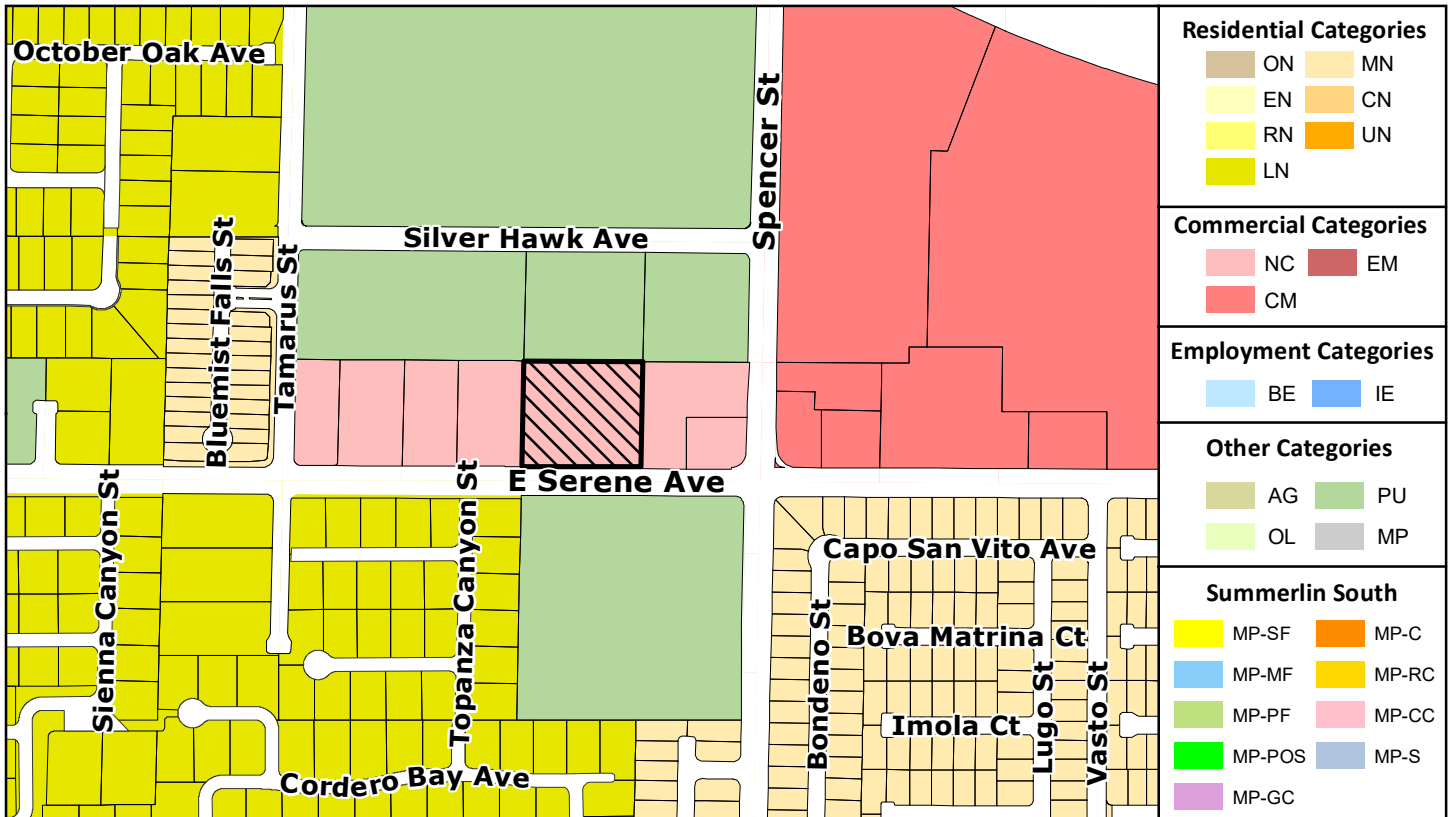 October Oak Ave
Spencer St
Silver Hawk Ave
Bluemist Falls St
Tamarus St
E Serene Ave
Sienna Canyon St
Topanza Canyon St
Capo San Vito Ave
Bondeno St
Bova Matrina Ct
Lugo St
Vasto St
Imola Ct
Cordero Bay Ave
Residential Categories
ON MN
EN CN
RN UN
LN
Commercial Categories
NC EM
CM
Employment Categories
BE IE
Other Categories
AG PU
OL MP
Summerlin South
MP-SF MP-C
MP-MF MP-RC
MP-PF MP-CC
MP-POS MP-S
MP-GC